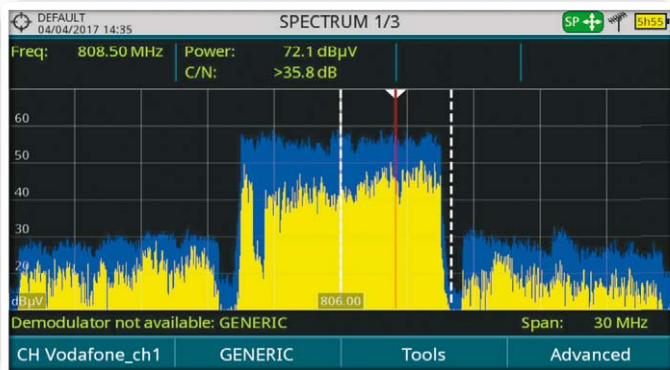 DEFAULT
04/04/2017 14:35
SPECTRUM 1/3
SP
5h55
Freq: 808.50 MHz
Power: 72.1 dBµV
C/N: >35.8 dB
60
50
40
30
20
dBµV
806.00
Demodulator not available: GENERIC
Span: 30 MHz
CH Vodafone_ch1
GENERIC
Tools
Advanced